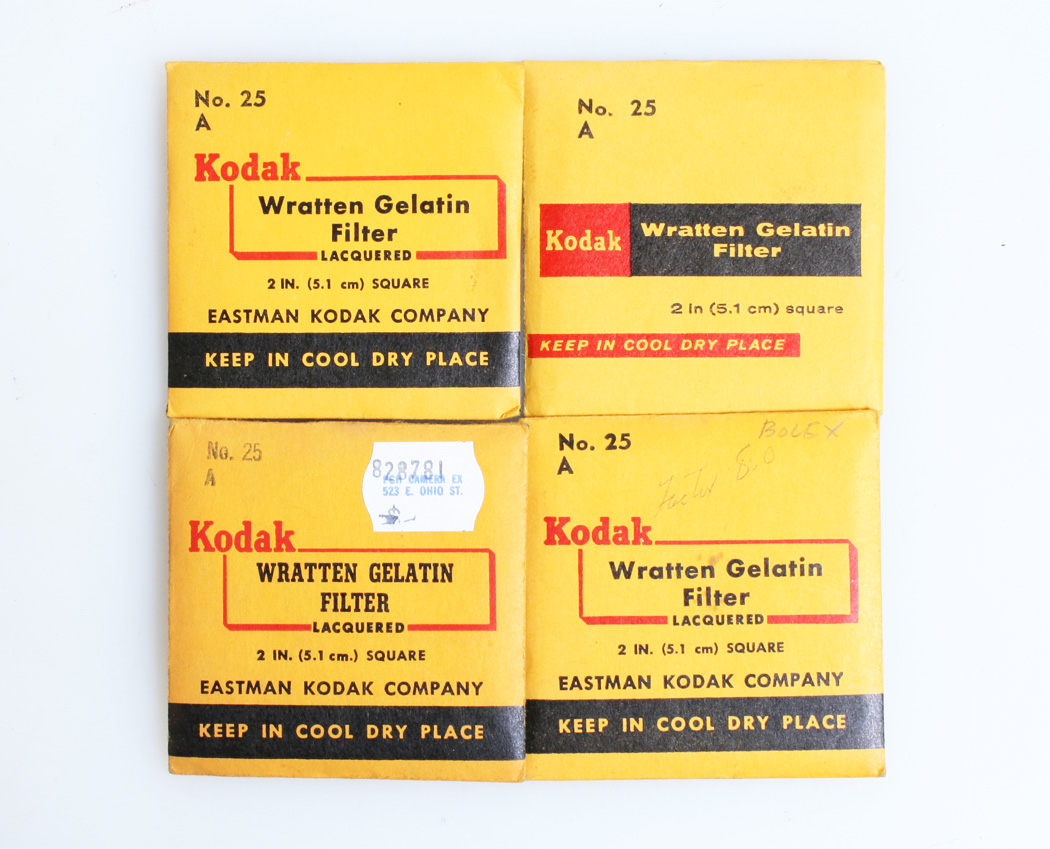 No. 25
A
Kodak
Wratten Gelatin
Filter
LACQUERED
2 IN. (5.1 cm) SQUARE
EASTMAN KODAK COMPANY
KEEP IN COOL DRY PLACE
No. 25
A
Kodak
Wratten Gelatin
Filter
2 in (5.1 cm) square
KEEP IN COOL DRY PLACE
No. 25
A
828781
CAMERA EX
523 E. OHIO ST.
Kodak
WRATTEN GELATIN
FILTER
LACQUERED
2 IN. (5.1 cm.) SQUARE
EASTMAN KODAK COMPANY
KEEP IN COOL DRY PLACE
No. 25
A
BOLEX
Factor 8.0
Kodak
Wratten Gelatin
Filter
LACQUERED
2 IN. (5.1 cm) SQUARE
EASTMAN KODAK COMPANY
KEEP IN COOL DRY PLACE